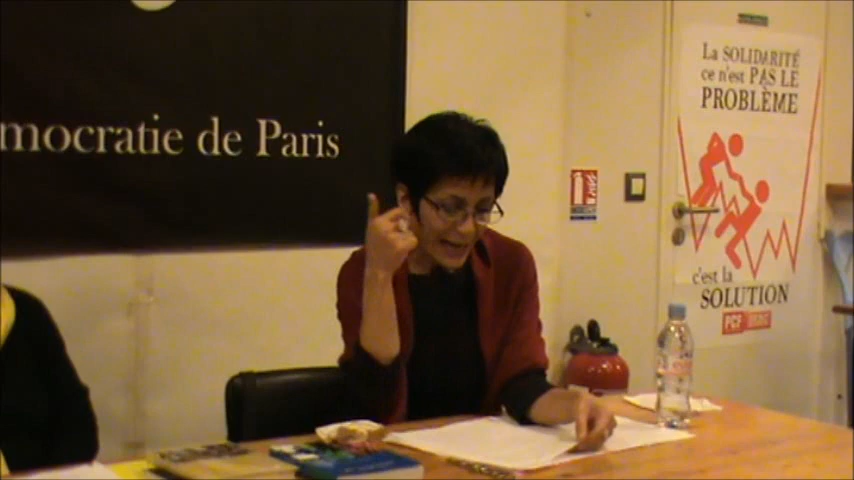 mocratie de Paris
La SOLIDARITÉ
ce n'est PAS LE
PROBLÈME
c'est la
SOLUTION
PCF